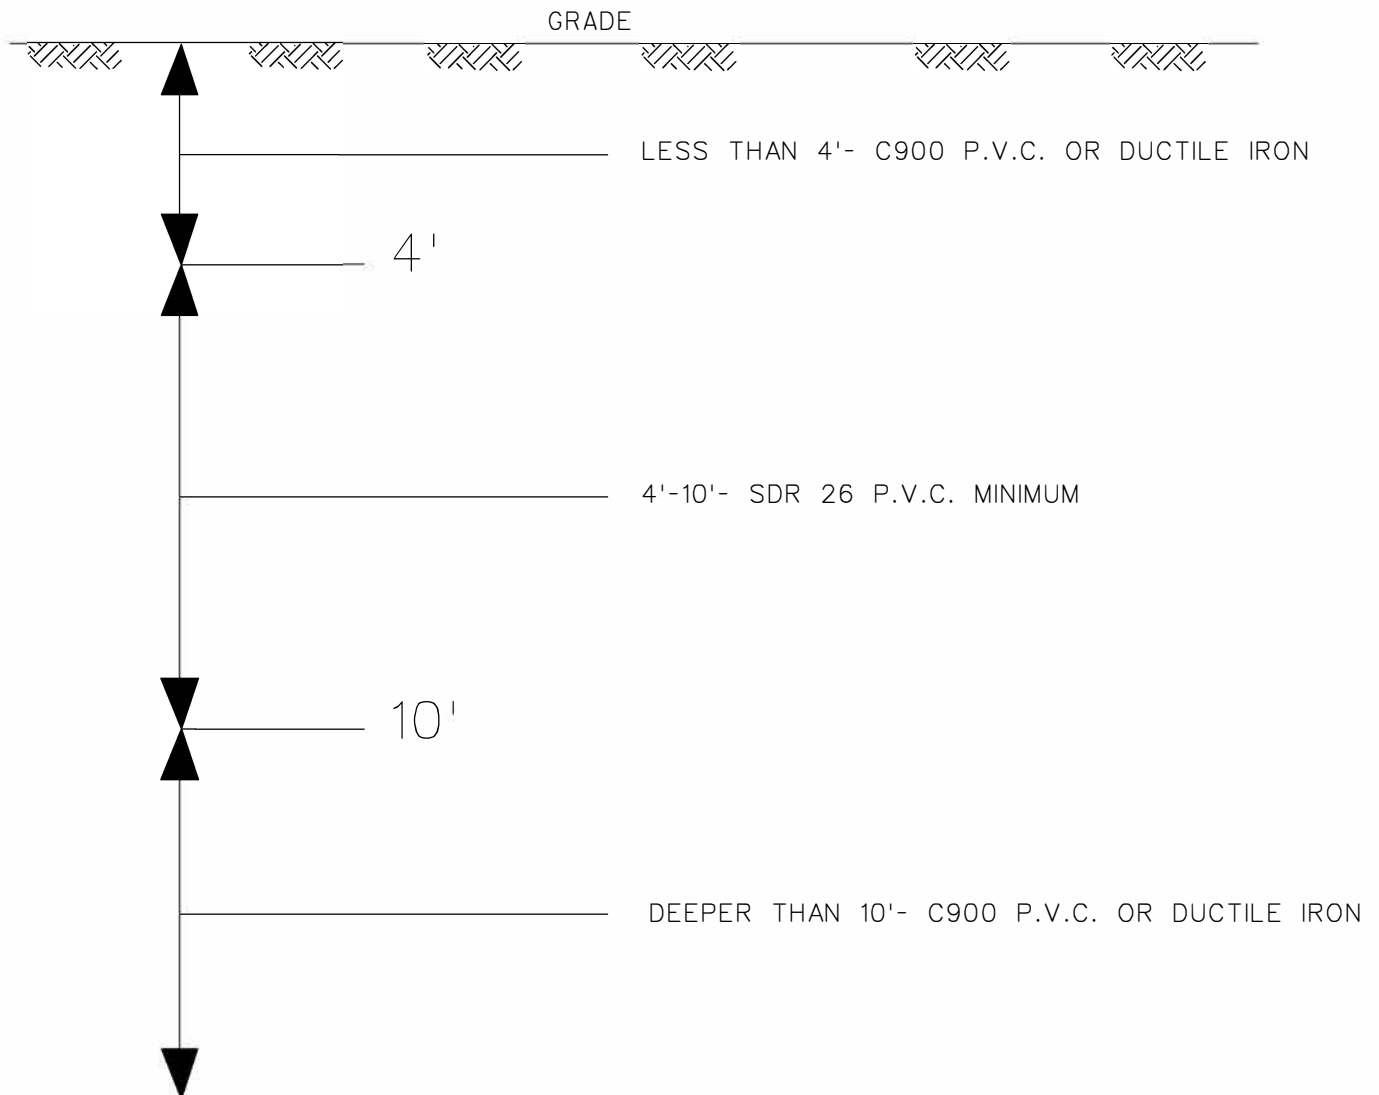 GRADE
LESS THAN 4'- C900 P.V.C. OR DUCTILE IRON
4'
4'-10'- SDR 26 P.V.C. MINIMUM
10'
DEEPER THAN 10'- C900 P.V.C. OR DUCTILE IRON